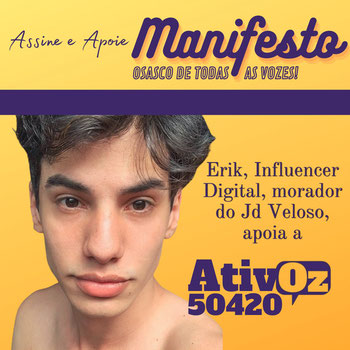 Assine e Apoie Manifesto
OSASCO DE TODAS AS VOZES!
Erik, Influencer
Digital, morador
do Jd Veloso,
apoia a
AtivOz
50420